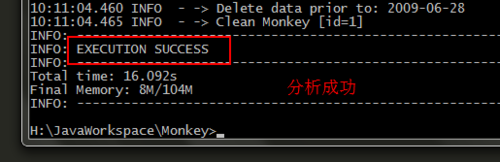 10:11:04.460 INFO  - -> Delete data prior to: 2009-06-28
10:11:04.465 INFO  - -> Clean Monkey [id=1]
INFO: ------------------------------------------------------------------------
INFO: EXECUTION SUCCESS
INFO: ------------------------------------------------------------------------
Total time: 16.092s
Final Memory: 8M/104M
分析成功
INFO: ------------------------------------------------------------------------
H:\JavaWorkspace\Monkey>